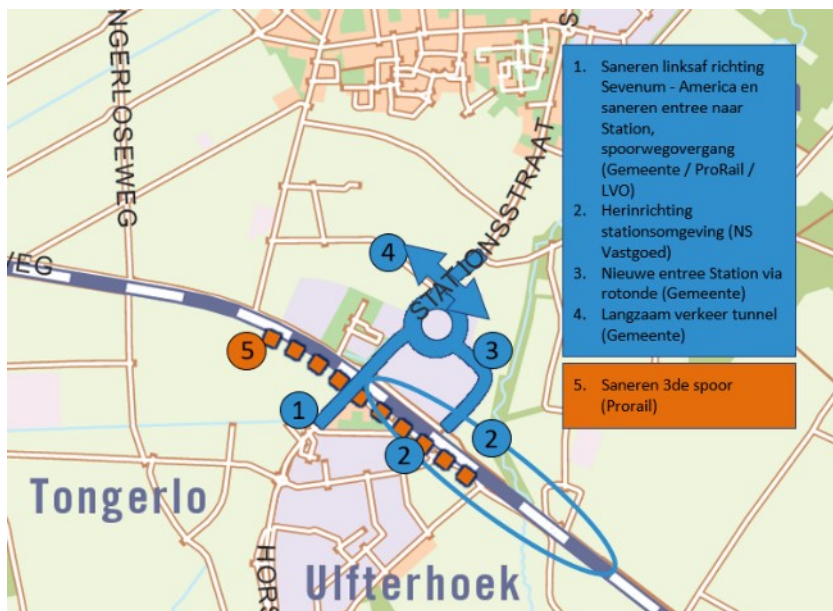 NGERLOSEWEG
S
STATIONSSTRAAT
EG
1. Saneren linksaf richting
Sevenum - America en
saneren entree naar
Station,
spoorwegovergang
(Gemeente / ProRail /
LVO)
2. Herinrichting
stationsomgeving (NS
Vastgoed)
3. Nieuwe entree Station via
rotonde (Gemeente)
4. Langzaam verkeer tunnel
(Gemeente)
5. Saneren 3de spoor
(Prorail)
4
5
3
1
2
2
Tongerlo
HORS
Ulfterhoek